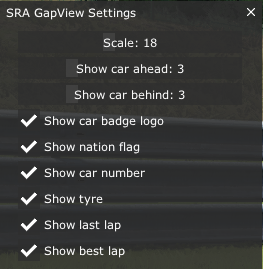 SRA GapView Settings
Scale: 18
Show car ahead: 3
Show car behind: 3
Show car badge logo
Show nation flag
Show car number
Show tyre
Show last lap
Show best lap